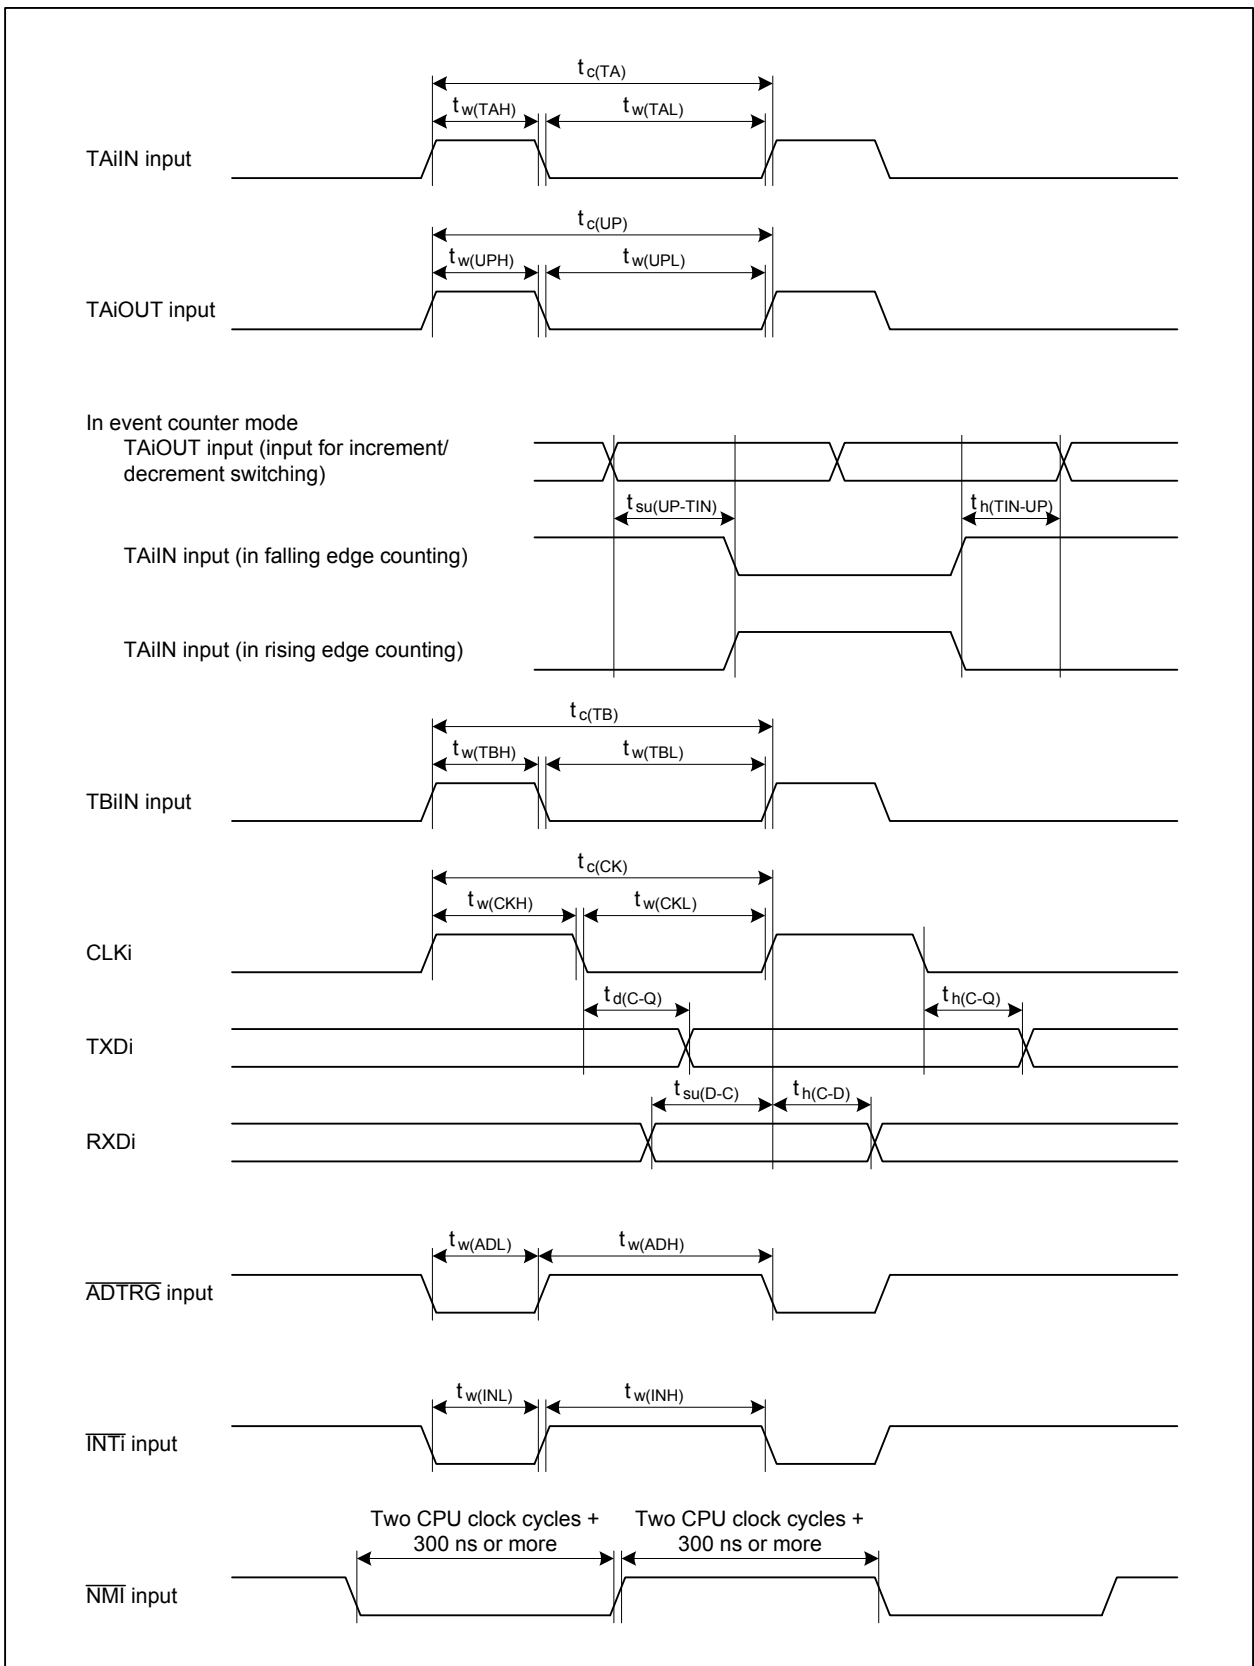 tc(TA)
tw(TAH) tw(TAL)
TAiIN input
tc(UP)
tw(UPH) tw(UPL)
TAiOUT input
In event counter mode
TAiOUT input (input for increment/
decrement switching)
tsu(UP-TIN) th(TIN-UP)
TAiIN input (in falling edge counting)
TAiIN input (in rising edge counting)
tc(TB)
tw(TBH) tw(TBL)
TBiIN input
tc(CK)
tw(CKH) tw(CKL)
CLKi
td(C-Q) th(C-Q)
TXDi
tsu(D-C) th(C-D)
RXDi
tw(ADL) tw(ADH)
ADTRG input
tw(INL) tw(INH)
INTi input
Two CPU clock cycles + Two CPU clock cycles +
300 ns or more 300 ns or more
NMI input